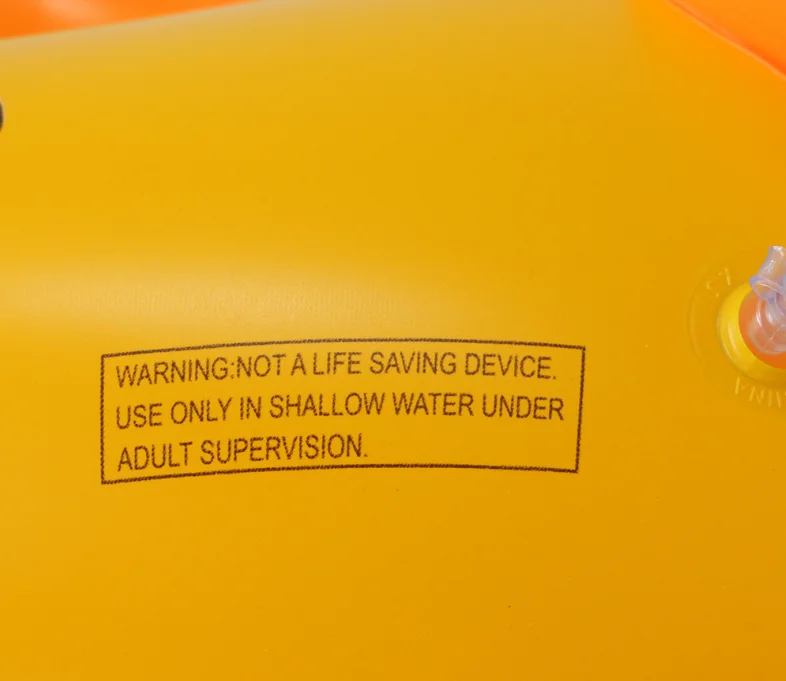 WARNING:NOT A LIFE SAVING DEVICE.
USE ONLY IN SHALLOW WATER UNDER
ADULT SUPERVISION.